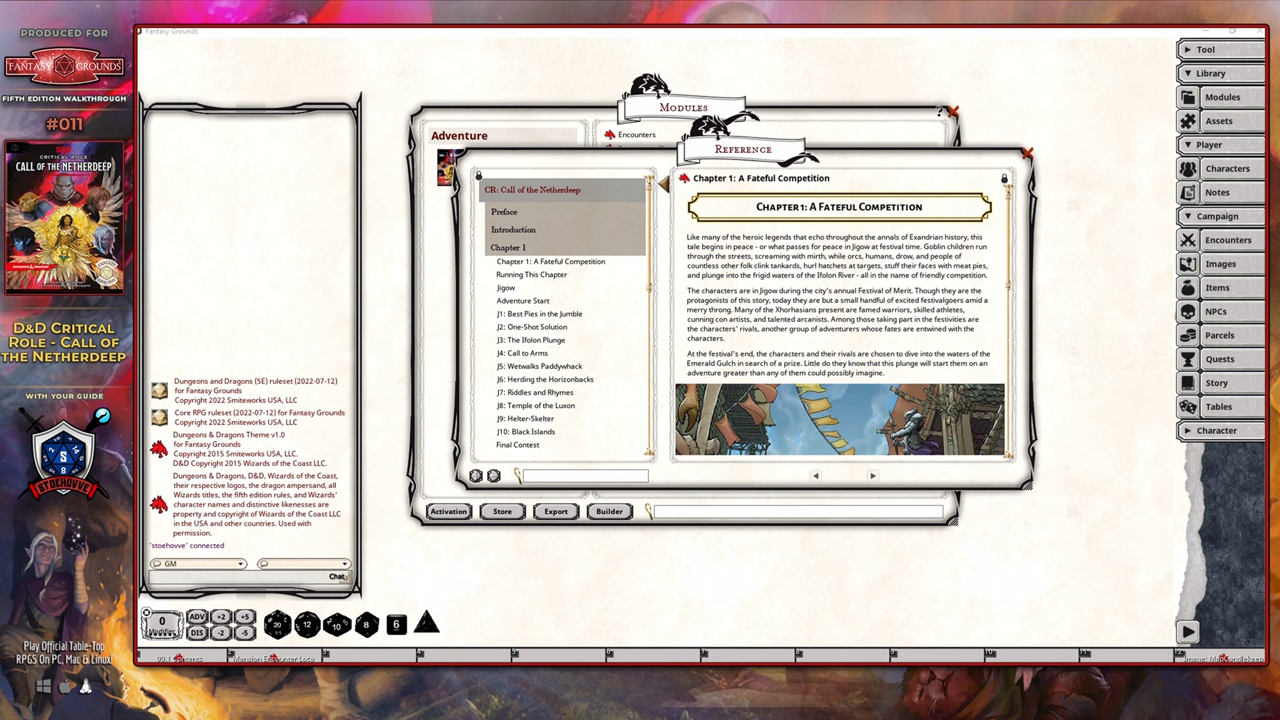 PRODUCED FOR
FANTASY GROUNDS
FIFTH EDITION WALKTHROUGH
#011
D&D
CRITICAL ROLE
CALL OF THE NETHERDEEP
D&D CRITICAL
ROLE - CALL OF
THE NETHERDEEP
WITH YOUR GUIDE
STOEHOVVE
Play Official Table-Top
RPGS On PC, Mac & Linux!
Fantasy Grounds
Dungeons and Dragons (5E) ruleset (2022-07-12)
for Fantasy Grounds
Copyright 2022 Smiteworks USA, LLC
Core RPG ruleset (2022-07-12) for Fantasy Grounds
Copyright 2022 Smiteworks USA, LLC
Dungeons & Dragons Theme v1.0
for Fantasy Grounds
Copyright 2015 Smiteworks USA, LLC.
D&D Copyright 2015 Wizards of the Coast LLC.
Dungeons & Dragons, D&D, Wizards of the Coast,
their respective logos, the dragon ampersand, all
Wizards titles, the fifth edition rules, and Wizards'
character names and distinctive likenesses are
property and copyright of Wizards of the Coast LLC
in the USA and other countries. Used with
permission.
'stoehovve' connected
GM
Chat
0
Modifier
ADV
+2
+5
DIS
-2
-5
20
12
10
8
6
Modules
?
Adventure
Encounters
Reference
CR: Call of the Netherdeep
Preface
Introduction
Chapter 1
Chapter 1: A Fateful Competition
Running This Chapter
Jigow
Adventure Start
J1: Best Pies in the Jumble
J2: One-Shot Solution
J3: The Ifolon Plunge
J4: Call to Arms
J5: Wetwalks Paddywhack
J6: Herding the Horizonbacks
J7: Riddles and Rhymes
J8: Temple of the Luxon
J9: Helter-Skelter
J10: Black Islands
Final Contest
Chapter 1: A Fateful Competition
Chapter 1: A Fateful Competition
Like many of the heroic legends that echo throughout the annals of Exandrian history, this
tale begins in peace - or what passes for peace in Jigow at festival time. Goblin children run
through the streets, screaming with mirth, while orcs, humans, drow, and people of
countless other folk clink tankards, hurl hatchets at targets, stuff their faces with meat pies,
and plunge into the frigid waters of the Ifolon River - all in the name of friendly competition.
The characters are in Jigow during the city's annual Festival of Merit. Though they are the
protagonists of this story, today they are but a small handful of excited festivalgoers amid a
merry throng. Many of the Xhorhasians present are famed warriors, skilled athletes,
cunning con artists, and talented arcanists. Among those taking part in the festivities are
the characters' rivals, another group of adventurers whose fates are entwined with the
characters.
At the festival's end, the characters and their rivals are chosen to dive into the waters of the
Emerald Gulch in search of a prize. Little do they know that this plunge will start them on an
adventure greater than any of them could possibly imagine.
Activation
Store
Export
Builder
Tool
Library
Modules
Assets
Player
Characters
Notes
Campaign
Encounters
Images
Items
NPCs
Parcels
Quests
Story
Tables
Character
Mansion Encounter Loca